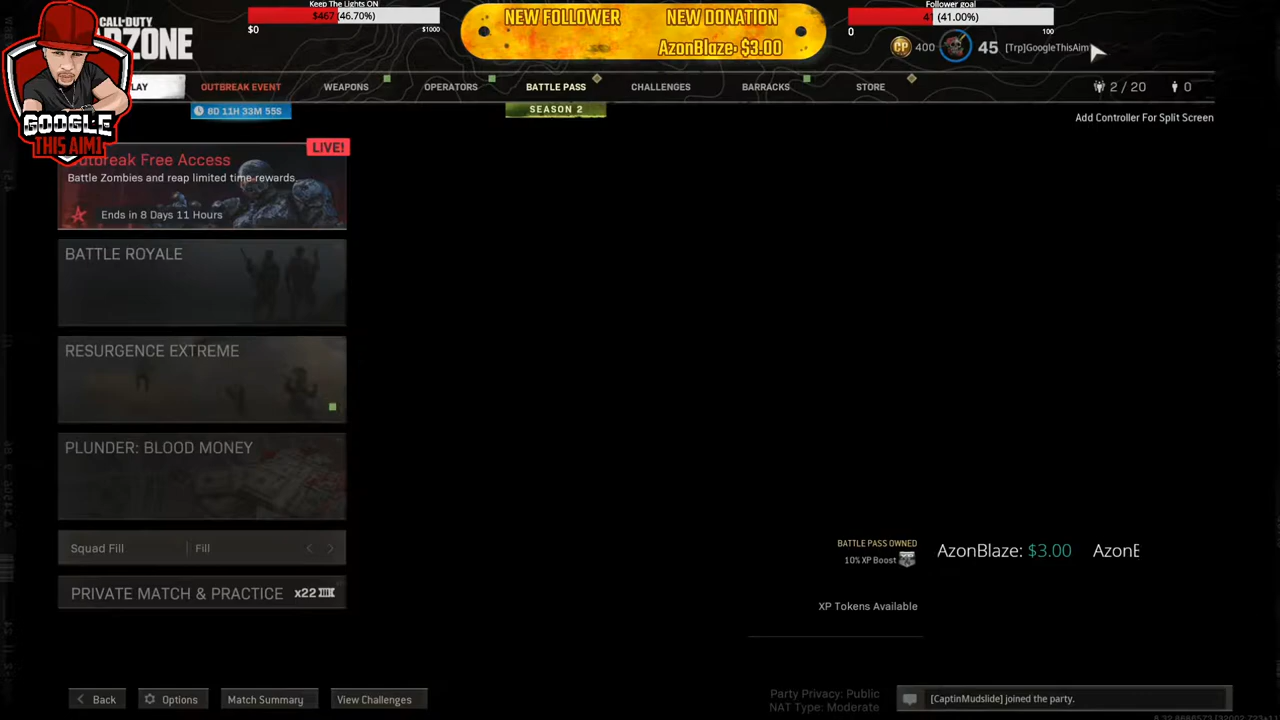 Keep The Lights ON
$467 (46.70%)
$0
$1000
NEW FOLLOWER
NEW DONATION
AzonBlaze: $3.00
Follower goal
41 (41.00%)
0
100
CALL·DUTY
RZONE
CP 400
45
[Trp]GoogleThisAim
LAY
OUTBREAK EVENT
WEAPONS
OPERATORS
BATTLE PASS
CHALLENGES
BARRACKS
STORE
2 / 20
0
8D 11H 33M 55S
SEASON 2
Add Controller For Split Screen
GOOGLE
THIS AIM!
LIVE!
utbreak Free Access
Battle Zombies and reap limited time rewards.
Ends in 8 Days 11 Hours
BATTLE ROYALE
RESURGENCE EXTREME
PLUNDER: BLOOD MONEY
Squad Fill
Fill
PRIVATE MATCH & PRACTICE
x22
BATTLE PASS OWNED
10% XP Boost
AzonBlaze: $3.00 AzonE
XP Tokens Available
Back
Options
Match Summary
View Challenges
Party Privacy: Public
NAT Type: Moderate
[CaptinMudslide] joined the party.